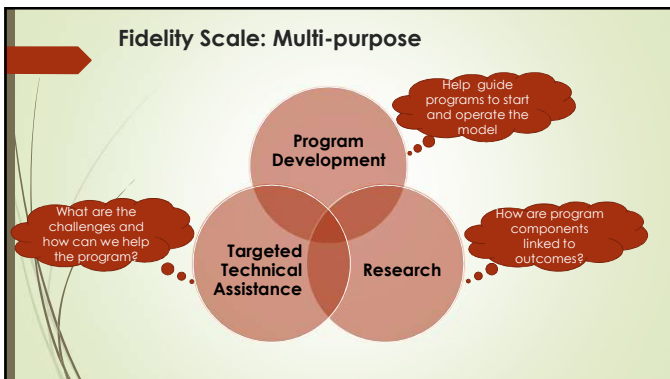 Fidelity Scale: Multi-purpose
Help guide
programs to start
and operate the
model
Program
Development
What are the
challenges and
how can we help
the program?
Targeted
Technical
Assistance
Research
How are program
components
linked to
outcomes?